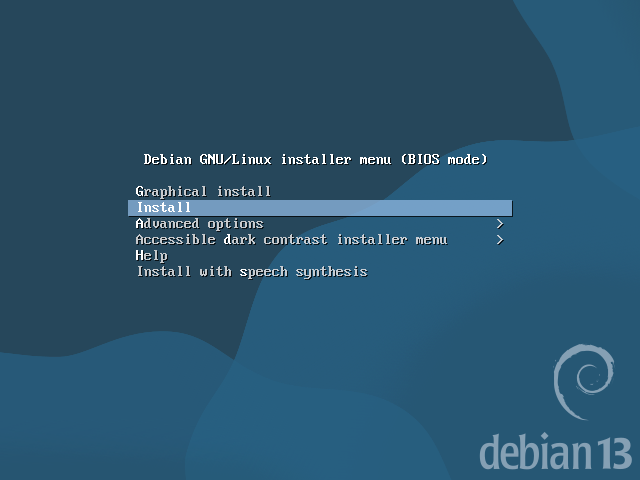 Debian GNU/Linux installer menu (BIOS mode)
Graphical install
Install
Advanced options >
Accessible dark contrast installer menu >
Help
Install with speech synthesis
debian 13